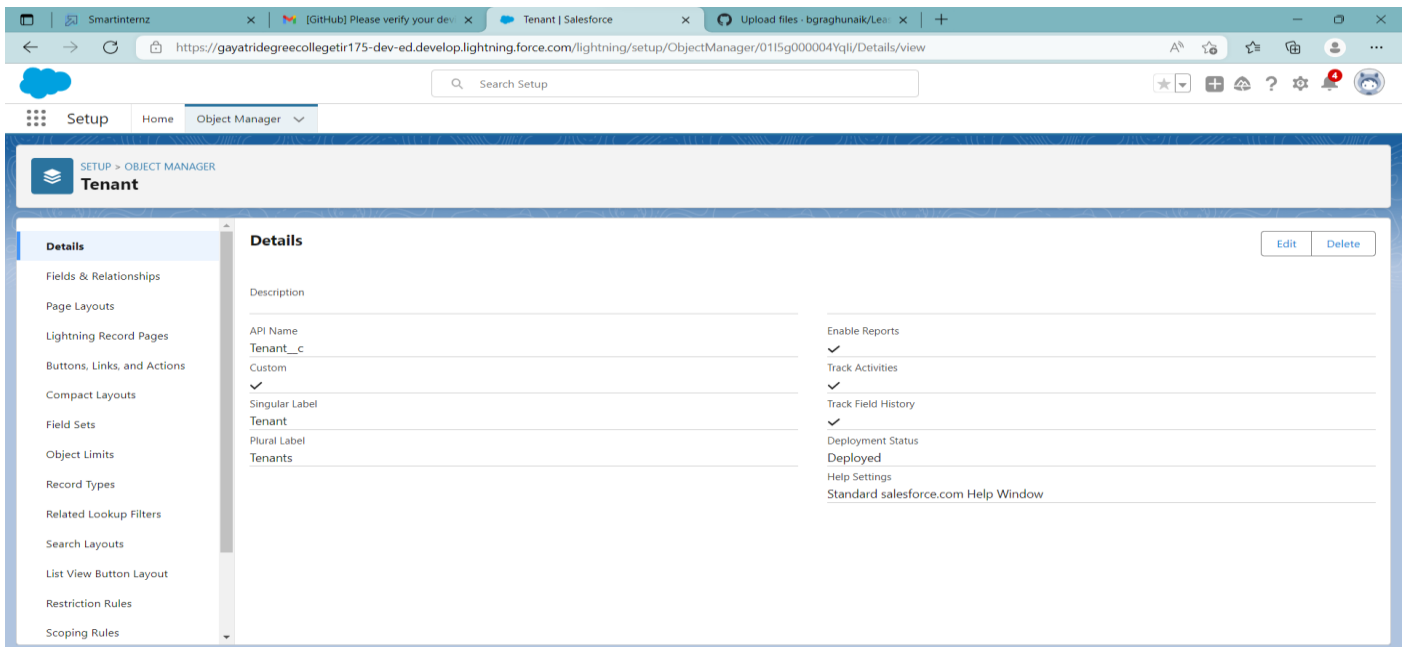 Smartinternz
[GitHub] Please verify your dev
Tenant | Salesforce
Upload files · bgraghunaik/Leas
https://gayatridegreecollegetir175-dev-ed.develop.lightning.force.com/lightning/setup/ObjectManager/01I5g000004Yqli/Details/view
Search Setup
4
Setup
Home
Object Manager
SETUP > OBJECT MANAGER
Tenant
Details
Fields & Relationships
Page Layouts
Lightning Record Pages
Buttons, Links, and Actions
Compact Layouts
Field Sets
Object Limits
Record Types
Related Lookup Filters
Search Layouts
List View Button Layout
Restriction Rules
Scoping Rules
Details
Edit
Delete
Description
API Name
Tenant__c
Custom
Singular Label
Tenant
Plural Label
Tenants
Enable Reports
Track Activities
Track Field History
Deployment Status
Deployed
Help Settings
Standard salesforce.com Help Window